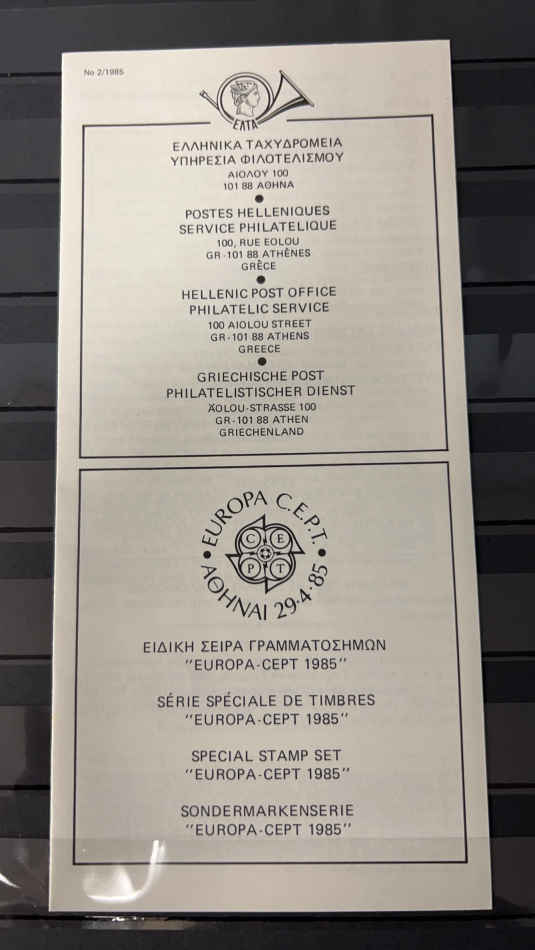 No 2/1985
ΕΛΤΑ
ΕΛΛΗΝΙΚΑ ΤΑΧΥΔΡΟΜΕΙΑ
ΥΠΗΡΕΣΙΑ ΦΙΛΟΤΕΛΙΣΜΟΥ
ΑΙΟΛΟΥ 100
101 88 ΑΘΗΝΑ
POSTES HELLENIQUES
SERVICE PHILATELIQUE
100, RUE EOLOU
GR-101 88 ATHÊNES
GRÊCE
HELLENIC POST OFFICE
PHILATELIC SERVICE
100 AIOLOU STREET
GR-101 88 ATHENS
GREECE
GRIECHISCHE POST
PHILATELISTISCHER DIENST
ÄOLOU-STRASSE 100
GR-101 88 ATHEN
GRIECHENLAND
EUROPA C.E.P.T.
C E
P T
ΑΘΗΝΑΙ 29·4·85
ΕΙΔΙΚΗ ΣΕΙΡΑ ΓΡΑΜΜΑΤΟΣΗΜΩΝ
"EUROPA-CEPT 1985"
SÉRIE SPÉCIALE DE TIMBRES
"EUROPA-CEPT 1985"
SPECIAL STAMP SET
"EUROPA-CEPT 1985"
SONDERMARKENSERIE
"EUROPA-CEPT 1985"